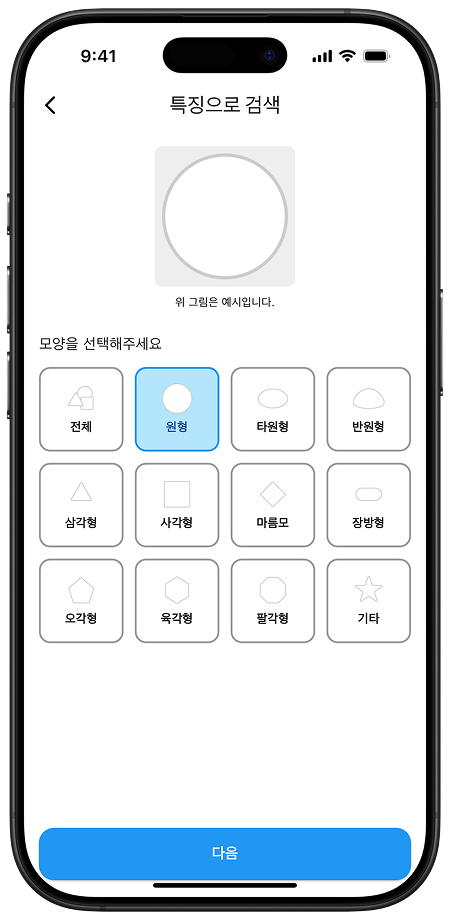 9:41
특징으로 검색
위 그림은 예시입니다.
모양을 선택해주세요
전체
원형
타원형
반원형
삼각형
사각형
마름모
장방형
오각형
육각형
팔각형
기타
다음